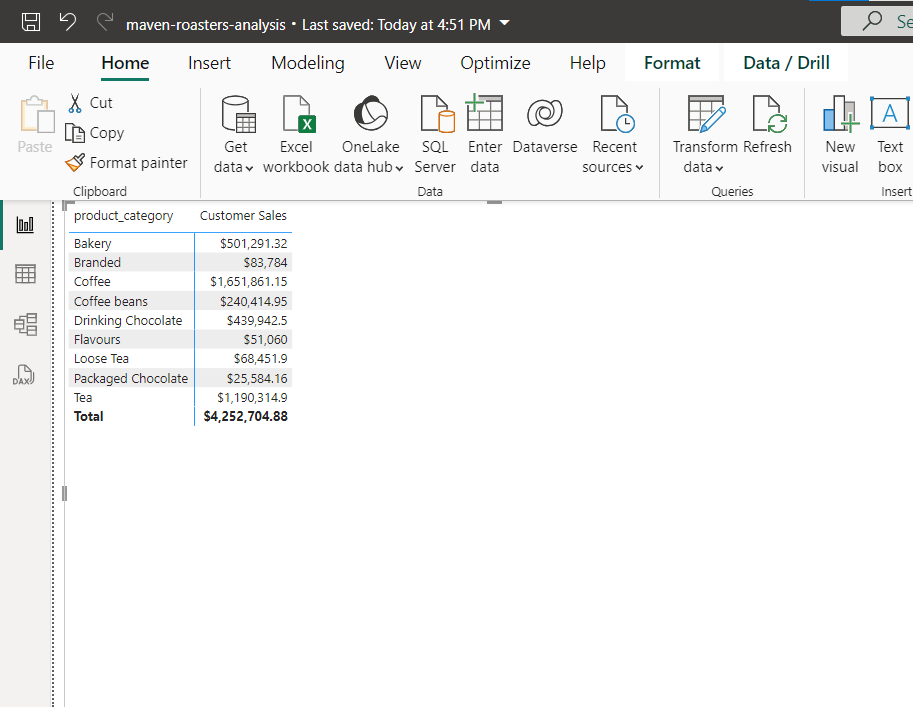 maven-roasters-analysis • Last saved: Today at 4:51 PM
Se
File Home Insert Modeling View Optimize Help Format Data / Drill
Paste
Cut
Copy
Format painter
Clipboard
Get data
Excel workbook
OneLake data hub
SQL Server
Enter data
Dataverse
Recent sources
Data
Transform data
Refresh
Queries
New visual
Text box
Insert
A
X
DAX
product_category Customer Sales
Bakery $501,291.32
Branded $83,784
Coffee $1,651,861.15
Coffee beans $240,414.95
Drinking Chocolate $439,942.5
Flavours $51,060
Loose Tea $68,451.9
Packaged Chocolate $25,584.16
Tea $1,190,314.9
Total $4,252,704.88